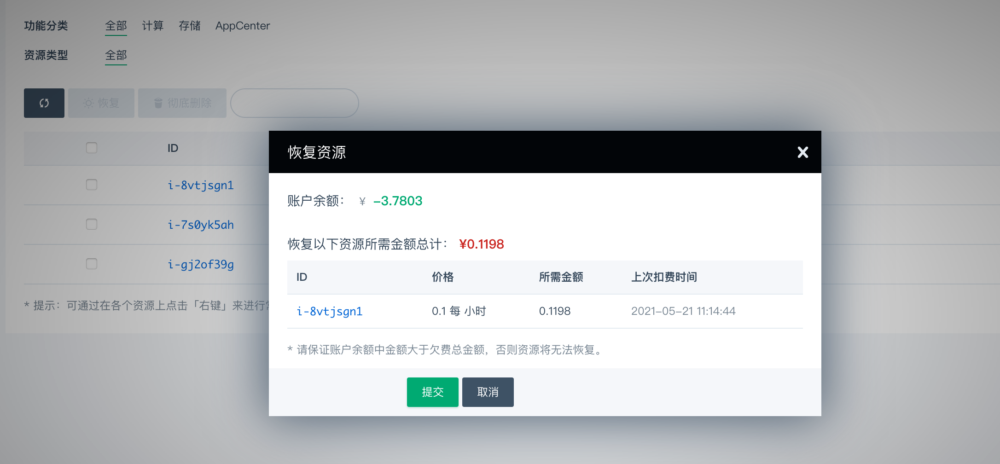 功能分类 全部 计算 存储 AppCenter
资源类型 全部
恢复 彻底删除
ID
i-8vtjsgn1
i-7s0yk5ah
i-gj2of39g
* 提示：可通过在各个资源上点击「右键」来进行
恢复资源
账户余额： ¥ -3.7803
恢复以下资源所需金额总计： ¥0.1198
ID 价格 所需金额 上次扣费时间
i-8vtjsgn1 0.1 每 小时 0.1198 2021-05-21 11:14:44
* 请保证账户余额中金额大于欠费总金额，否则资源将无法恢复。
提交 取消